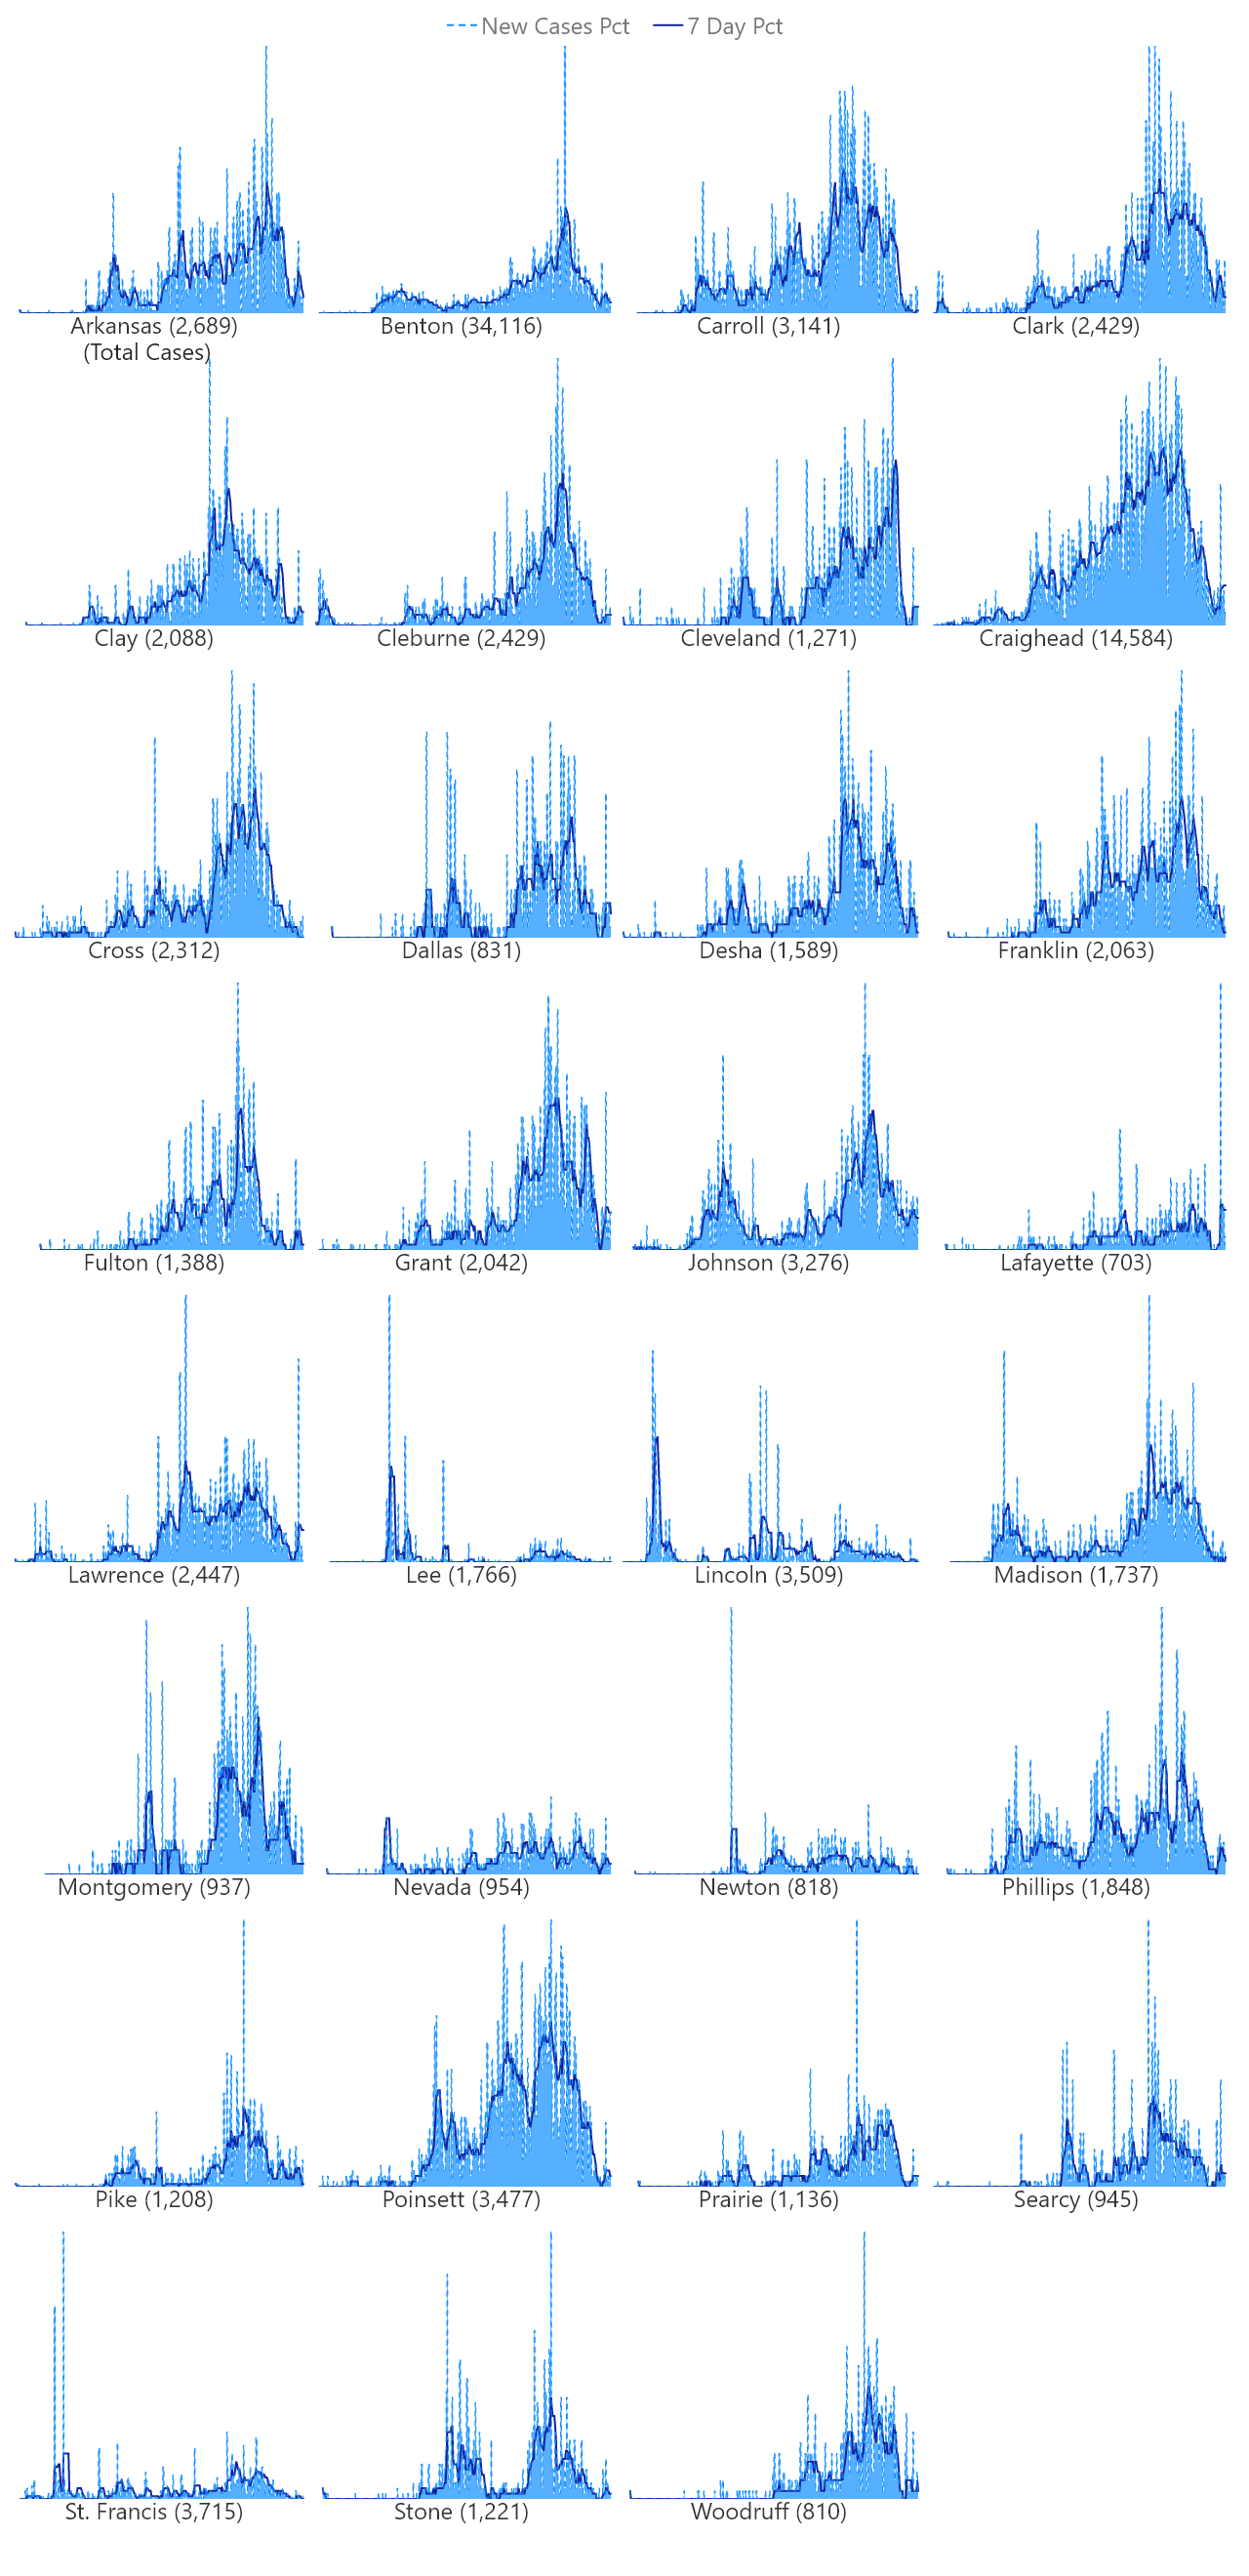 New Cases Pct 7 Day Pct
Arkansas (2,689) Benton (34,116) Carroll (3,141) Clark (2,429)
(Total Cases)
Clay (2,088) Cleburne (2,429) Cleveland (1,271) Craighead (14,584)
Cross (2,312) Dallas (831) Desha (1,589) Franklin (2,063)
Fulton (1,388) Grant (2,042) Johnson (3,276) Lafayette (703)
Lawrence (2,447) Lee (1,766) Lincoln (3,509) Madison (1,737)
Montgomery (937) Nevada (954) Newton (818) Phillips (1,848)
Pike (1,208) Poinsett (3,477) Prairie (1,136) Searcy (945)
St. Francis (3,715) Stone (1,221) Woodruff (810)